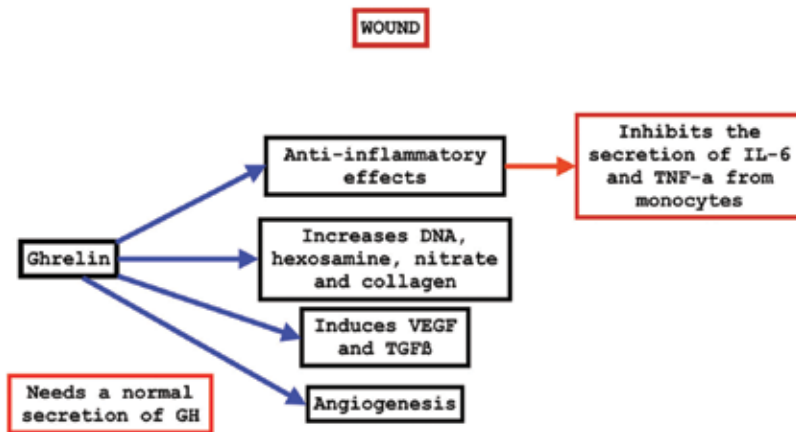 WOUND
Anti-inflammatory
effects
Inhibits the
secretion of IL-6
and TNF-a from
monocytes
Ghrelin
Increases DNA,
hexosamine, nitrate
and collagen
Induces VEGF
and TGFß
Needs a normal
secretion of GH
Angiogenesis